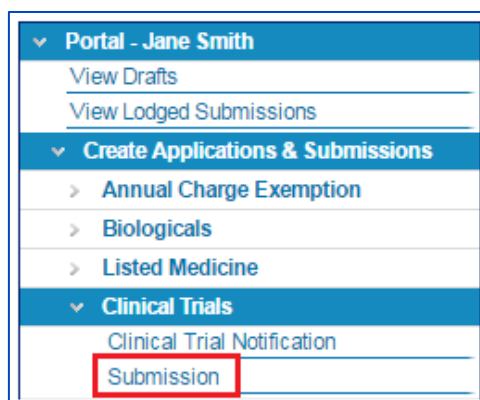 Portal - Jane Smith
View Drafts
View Lodged Submissions
Create Applications & Submissions
Annual Charge Exemption
Biologicals
Listed Medicine
Clinical Trials
Clinical Trial Notification
Submission